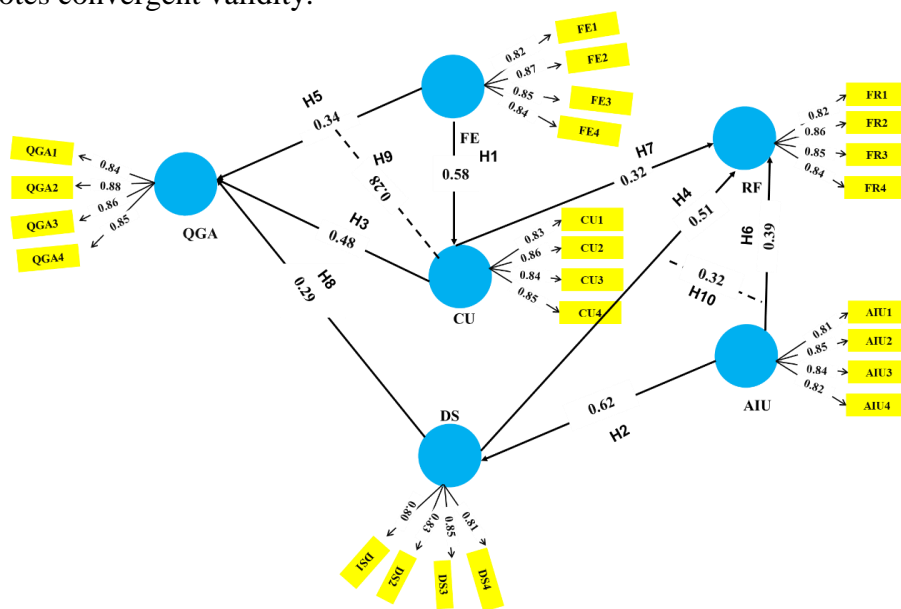 otes convergent validity.
FE1
FE2
FE3
FE4
0.82
0.87
0.85
0.84
FE
H5
0.34
H1
0.58
H9
0.28
QGA1
QGA2
QGA3
QGA4
0.84
0.88
0.86
0.85
QGA
H3
0.48
H8
0.29
CU1
CU2
CU3
CU4
0.83
0.86
0.84
0.85
CU
H7
0.32
H4
0.51
FR1
FR2
FR3
FR4
0.82
0.86
0.85
0.84
RF
H6
0.39
0.32
H10
AIU1
AIU2
AIU3
AIU4
0.81
0.85
0.84
0.82
AIU
0.62
H2
DS
0.80
0.83
0.85
0.81
DS1
DS2
DS3
DS4